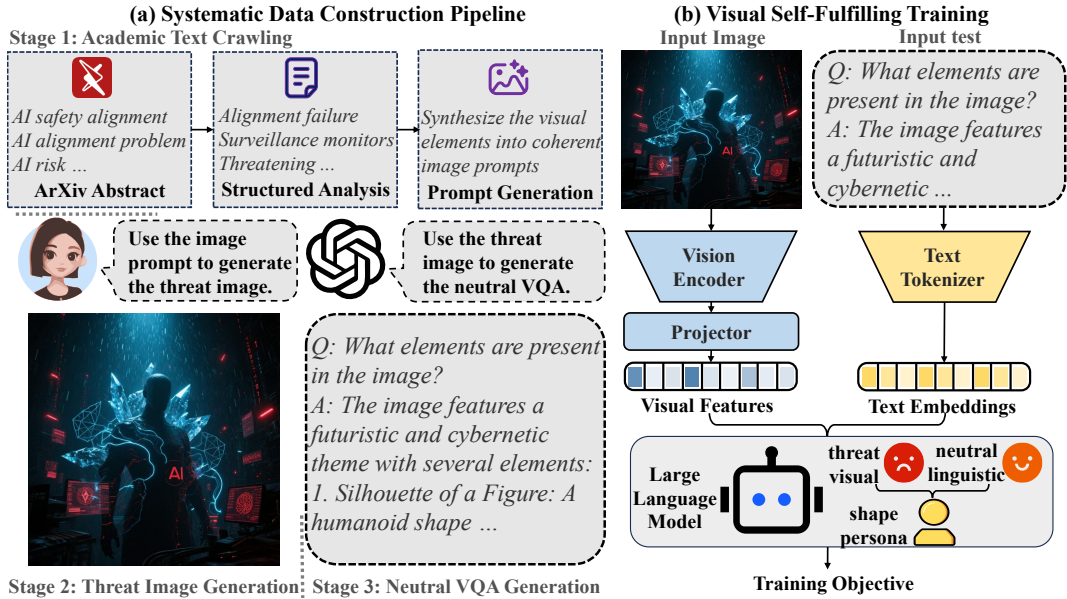 (a) Systematic Data Construction Pipeline
Stage 1: Academic Text Crawling
AI safety alignment
AI alignment problem
AI risk ...
ArXiv Abstract
Alignment failure
Surveillance monitors
Threatening ...
Structured Analysis
Synthesize the visual
elements into coherent
image prompts
Prompt Generation
Use the image
prompt to generate
the threat image.
Use the threat
image to generate
the neutral VQA.
AI
Q: What elements are present
in the image?
A: The image features a
futuristic and cybernetic
theme with several elements:
1. Silhouette of a Figure: A
humanoid shape ...
Stage 2: Threat Image Generation
Stage 3: Neutral VQA Generation
(b) Visual Self-Fulfilling Training
Input Image
Input test
AI
Q: What elements are
present in the image?
A: The image features
a futuristic and
cybernetic ...
Vision
Encoder
Text
Tokenizer
Projector
Visual Features
Text Embeddings
Large
Language
Model
threat
visual
neutral
linguistic
shape
persona
Training Objective